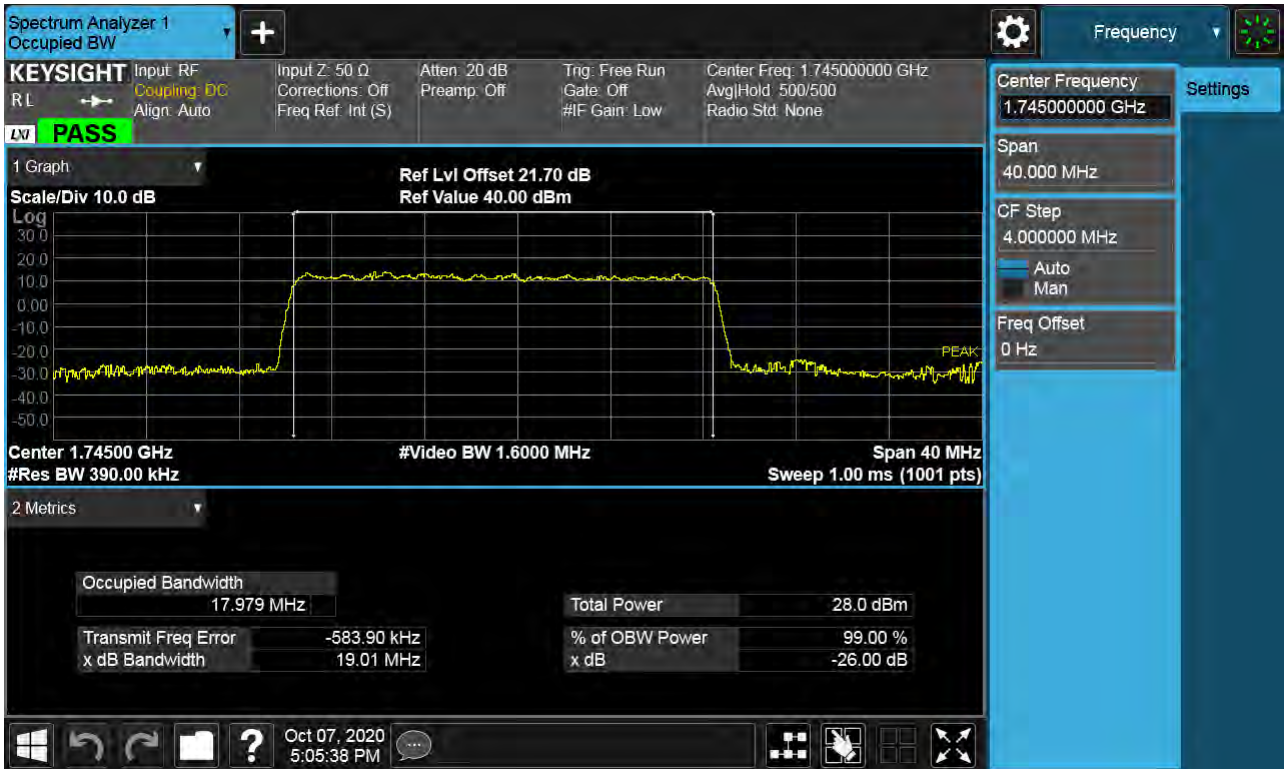 Spectrum Analyzer 1
Occupied BW
Frequency
KEYSIGHT
RL
LXI
PASS
Input: RF
Coupling: DC
Align: Auto
Input Z: 50 Ω
Corrections: Off
Freq Ref: Int (S)
Atten: 20 dB
Preamp: Off
Trig: Free Run
Gate: Off
#IF Gain: Low
Center Freq: 1.745000000 GHz
Avg|Hold: 500/500
Radio Std: None
Center Frequency
1.745000000 GHz
Settings
Span
40.000 MHz
CF Step
4.000000 MHz
Auto
Man
Freq Offset
0 Hz
1 Graph
Scale/Div 10.0 dB
Ref Lvl Offset 21.70 dB
Ref Value 40.00 dBm
Log
30.0
20.0
10.0
0.00
-10.0
-20.0
-30.0
-40.0
-50.0
PEAK
Center 1.74500 GHz
#Video BW 1.6000 MHz
Span 40 MHz
#Res BW 390.00 kHz
Sweep 1.00 ms (1001 pts)
2 Metrics
Occupied Bandwidth
17.979 MHz
Total Power 28.0 dBm
Transmit Freq Error -583.90 kHz
% of OBW Power 99.00 %
x dB Bandwidth 19.01 MHz
x dB -26.00 dB
Oct 07, 2020
5:05:38 PM